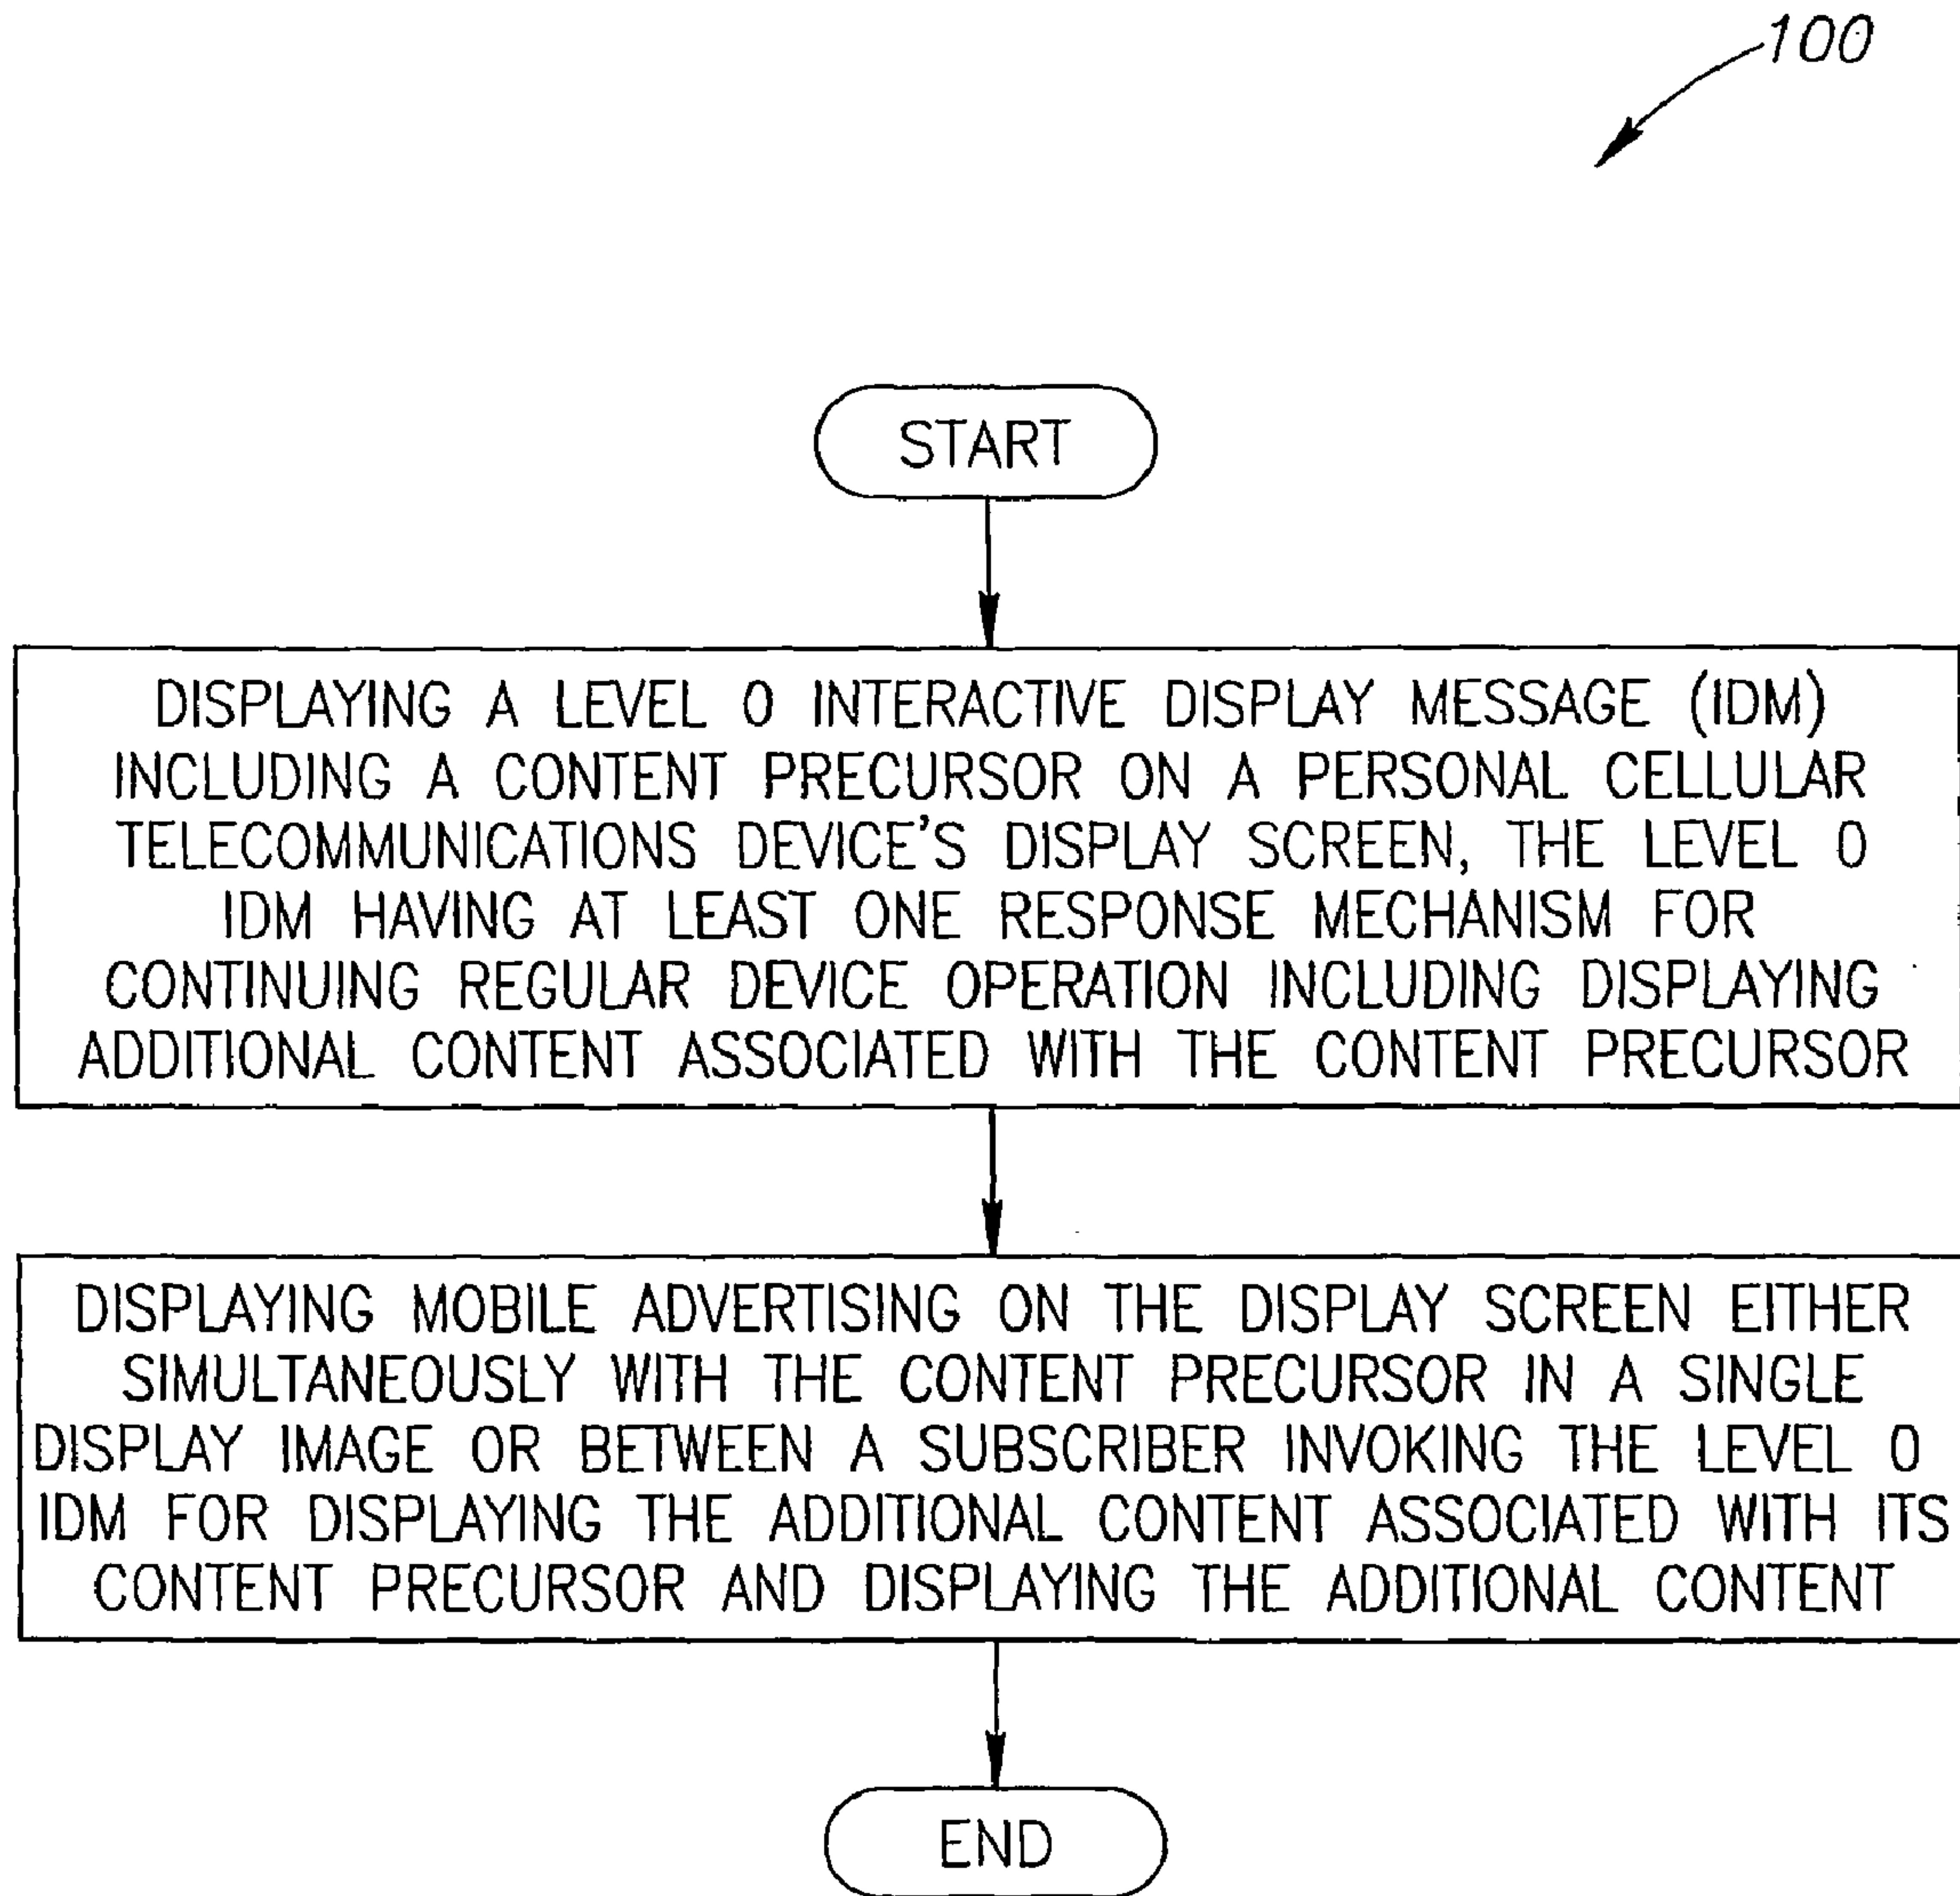 100
START
DISPLAYING A LEVEL 0 INTERACTIVE DISPLAY MESSAGE (IDM)
INCLUDING A CONTENT PRECURSOR ON A PERSONAL CELLULAR
TELECOMMUNICATIONS DEVICE'S DISPLAY SCREEN, THE LEVEL 0
IDM HAVING AT LEAST ONE RESPONSE MECHANISM FOR
CONTINUING REGULAR DEVICE OPERATION INCLUDING DISPLAYING
ADDITIONAL CONTENT ASSOCIATED WITH THE CONTENT PRECURSOR
DISPLAYING MOBILE ADVERTISING ON THE DISPLAY SCREEN EITHER
SIMULTANEOUSLY WITH THE CONTENT PRECURSOR IN A SINGLE
DISPLAY IMAGE OR BETWEEN A SUBSCRIBER INVOKING THE LEVEL 0
IDM FOR DISPLAYING THE ADDITIONAL CONTENT ASSOCIATED WITH ITS
CONTENT PRECURSOR AND DISPLAYING THE ADDITIONAL CONTENT
END